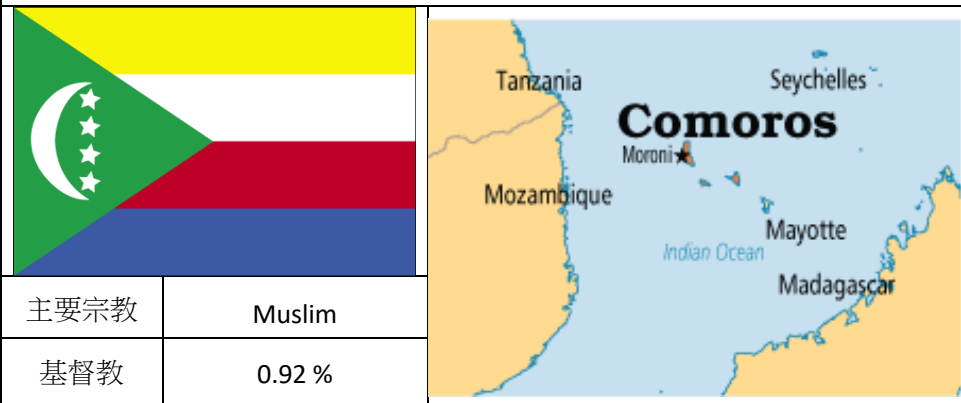 Tanzania
Seychelles
Comoros
Moroni
Mozambique
Mayotte
Indian Ocean
Madagascar
主要宗教 Muslim
基督教 0.92 %